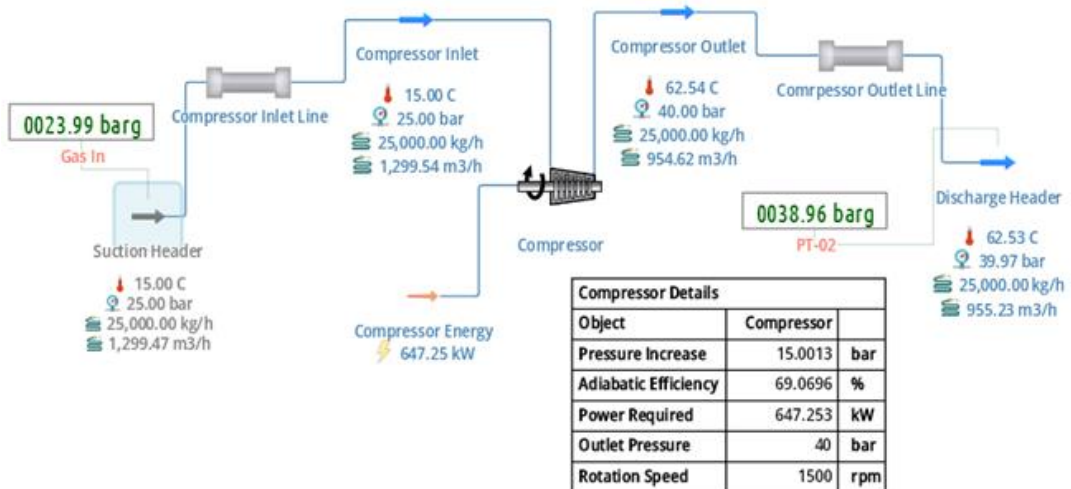 0023.99 barg
Gas In
Suction Header
15.00 C
25.00 bar
25,000.00 kg/h
1,299.47 m3/h
Compressor Inlet Line
Compressor Inlet
15.00 C
25.00 bar
25,000.00 kg/h
1,299.54 m3/h
Compressor Energy
647.25 kW
Compressor
Compressor Outlet
62.54 C
40.00 bar
25,000.00 kg/h
954.62 m3/h
Comrpessor Outlet Line
0038.96 barg
PT-02
Discharge Header
62.53 C
39.97 bar
25,000.00 kg/h
955.23 m3/h
Compressor Details
Object Compressor
Pressure Increase 15.0013 bar
Adiabatic Efficiency 69.0696 %
Power Required 647.253 kW
Outlet Pressure 40 bar
Rotation Speed 1500 rpm